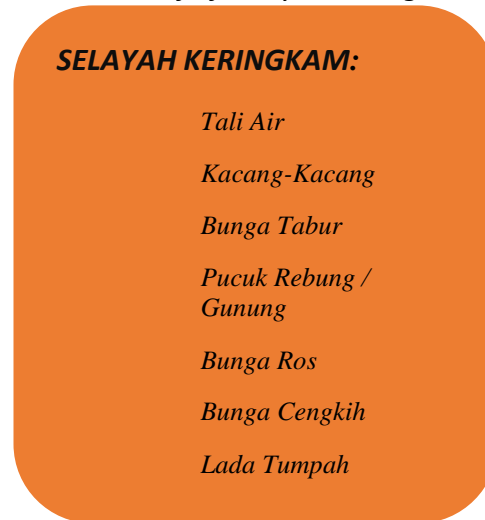 SELAYAH KERINGKAM:
Tali Air
Kacang-Kacang
Bunga Tabur
Pucuk Rebung /
Gunung
Bunga Ros
Bunga Cengkih
Lada Tumpah